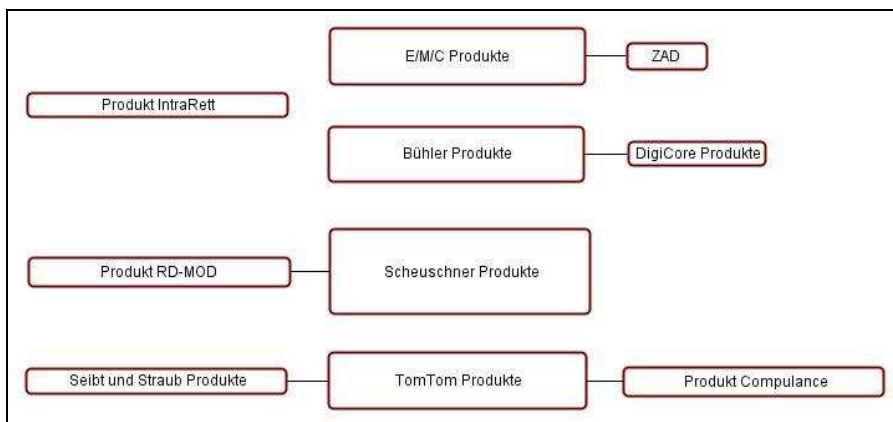 E/M/C Produkte
ZAD
Produkt IntraRett
Bühler Produkte
DigiCore Produkte
Produkt RD-MOD
Scheuschner Produkte
Seibt und Straub Produkte
TomTom Produkte
Produkt Compulance